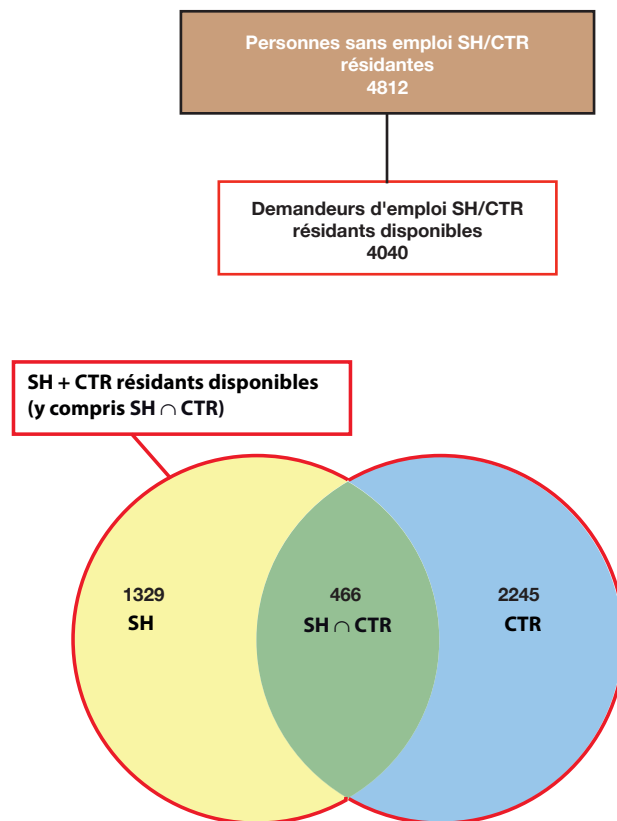 Personnes sans emploi SH/CTR
résidantes
4812
Demandeurs d'emploi SH/CTR
résidants disponibles
4040
SH + CTR résidants disponibles
(y compris SH ∩ CTR)
1329
SH
466
SH ∩ CTR
2245
CTR